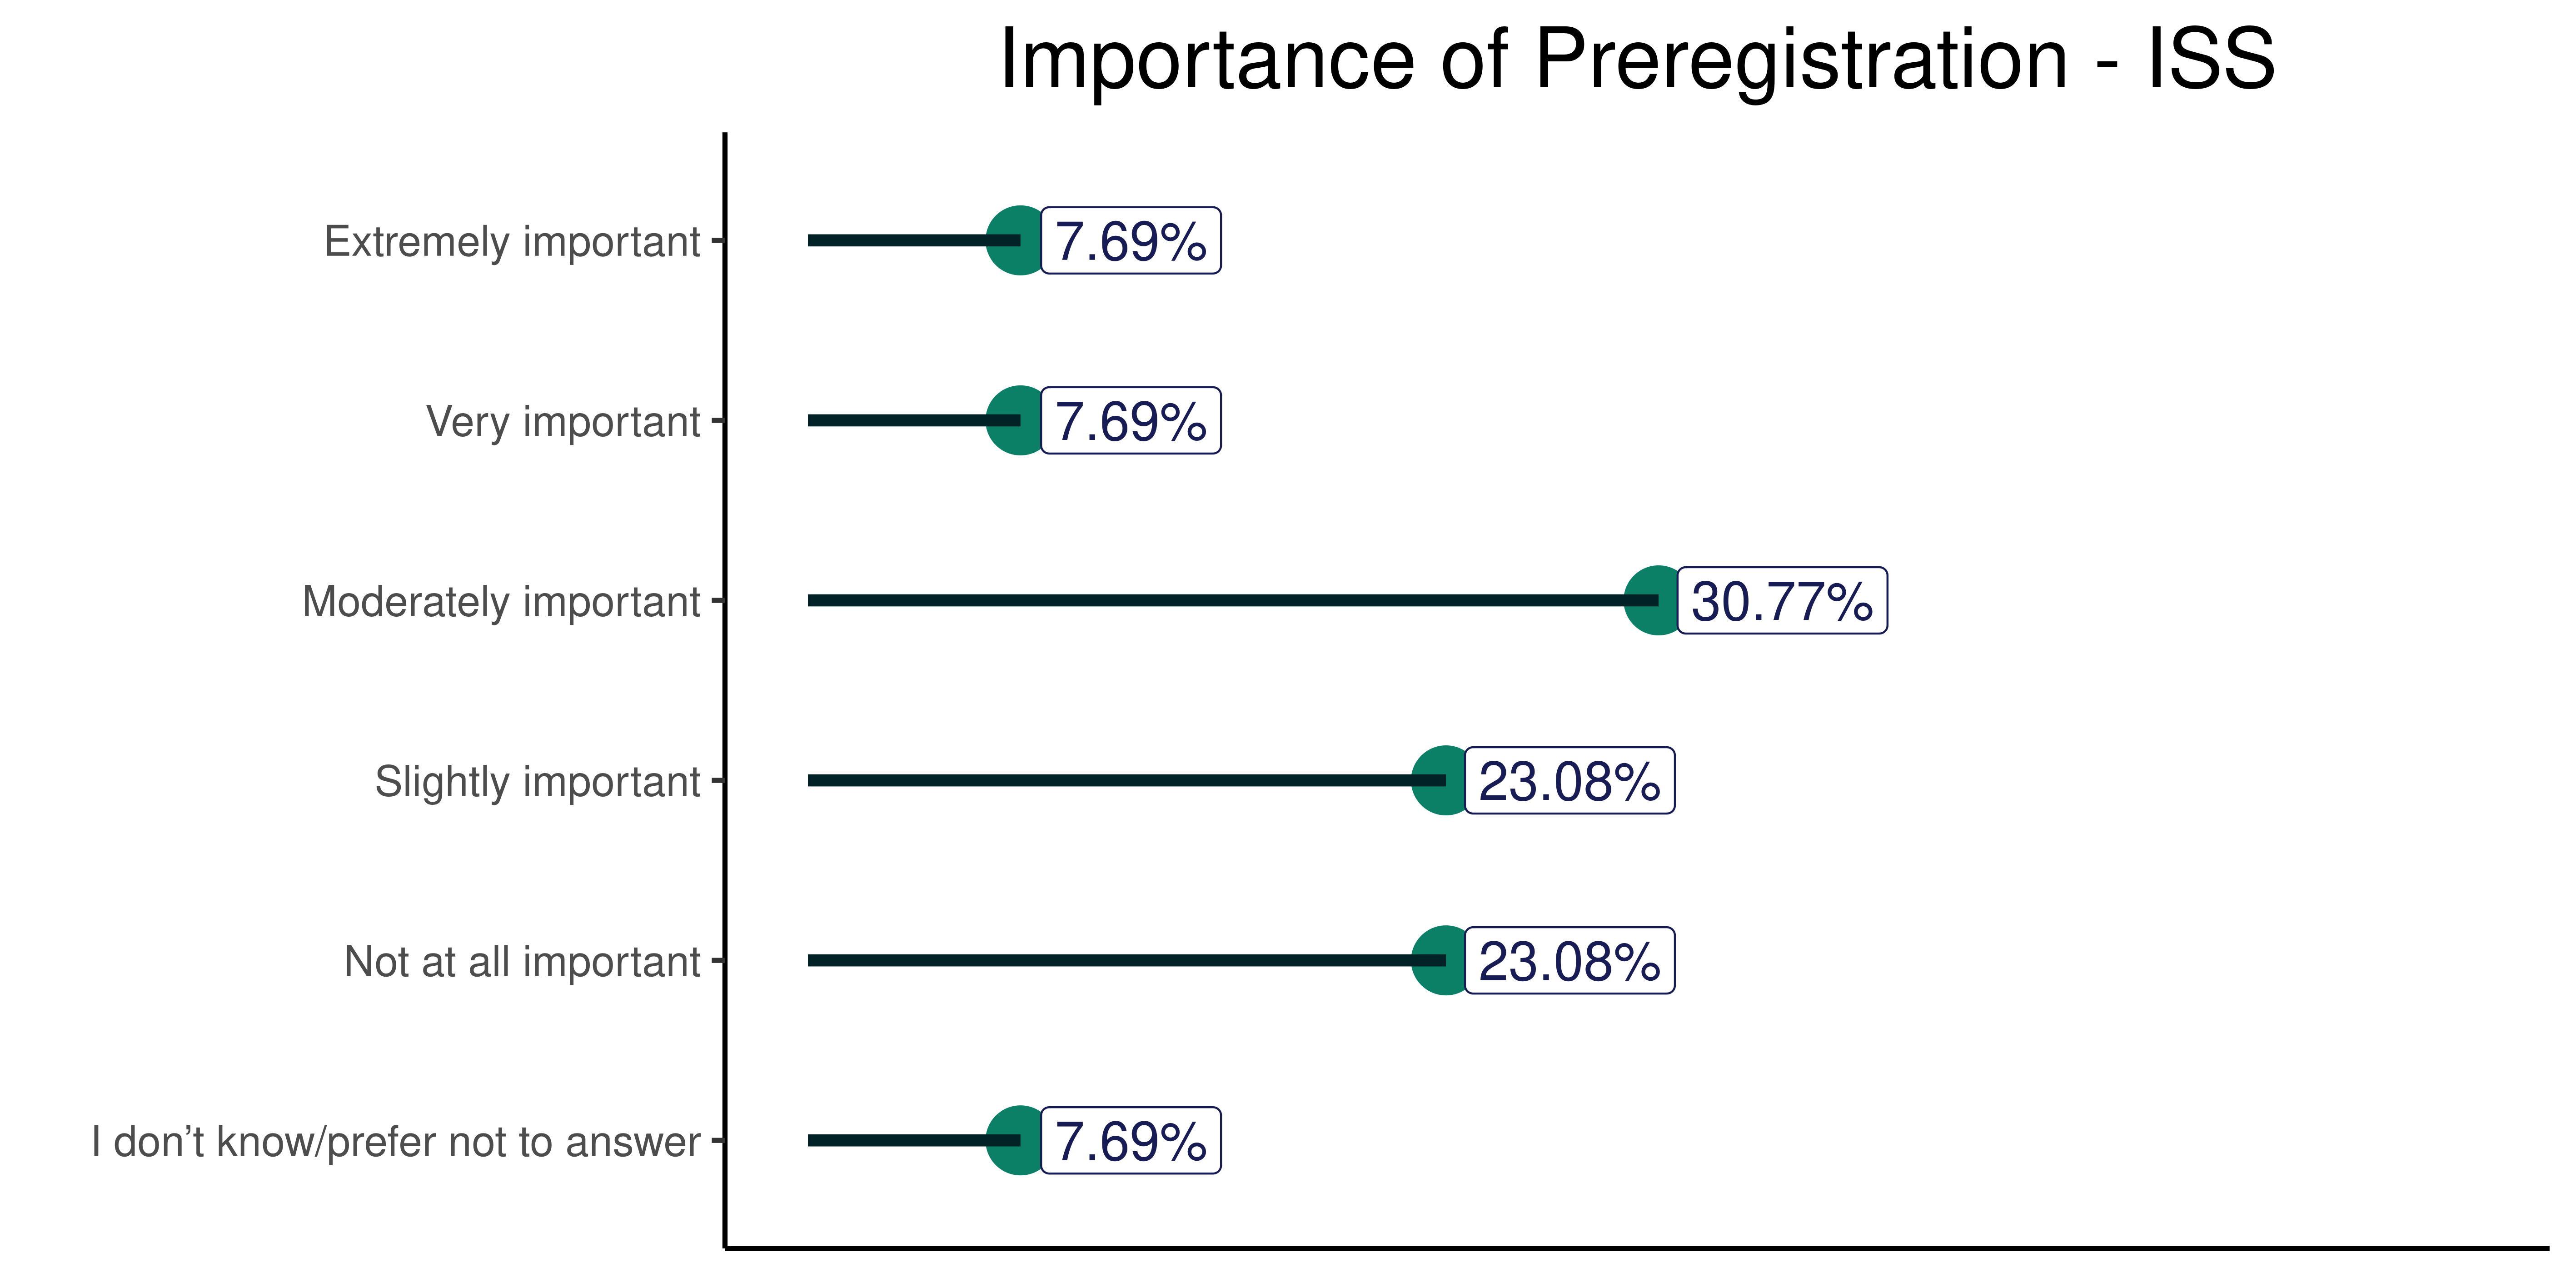 Importance of Preregistration - ISS
Extremely important 7.69%
Very important 7.69%
Moderately important 30.77%
Slightly important 23.08%
Not at all important 23.08%
I don’t know/prefer not to answer 7.69%